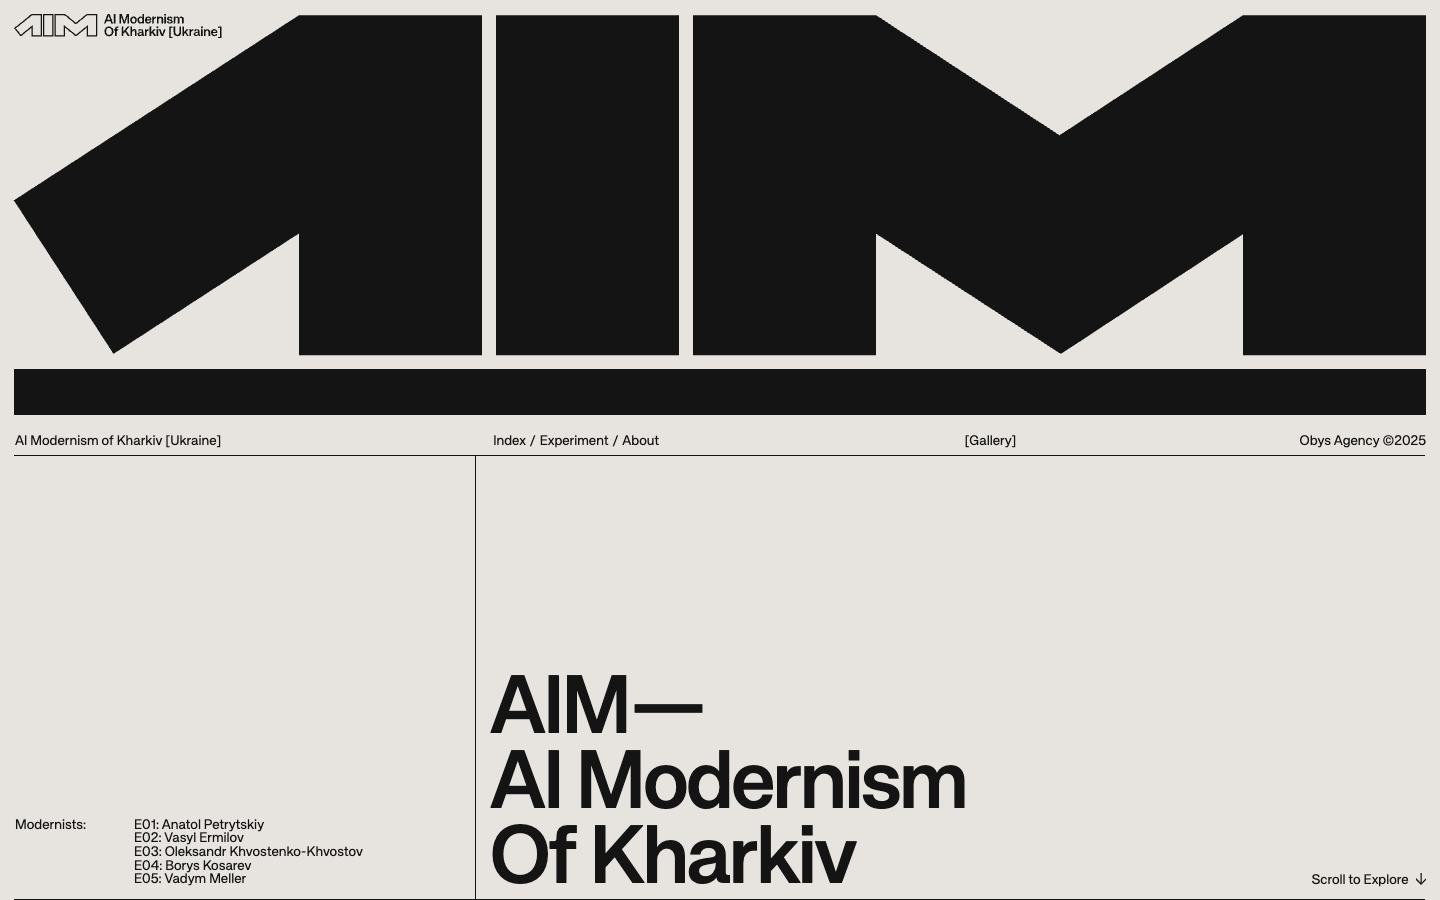 AIM
AI Modernism
Of Kharkiv [Ukraine]
AIM
AI Modernism of Kharkiv [Ukraine]
Index / Experiment / About
[Gallery]
Obys Agency ©2025
AIM—
AI Modernism
Of Kharkiv
Modernists:
E01: Anatol Petrytskiy
E02: Vasyl Ermilov
E03: Oleksandr Khvostenko-Khvostov
E04: Borys Kosarev
E05: Vadym Meller
Scroll to Explore ↓